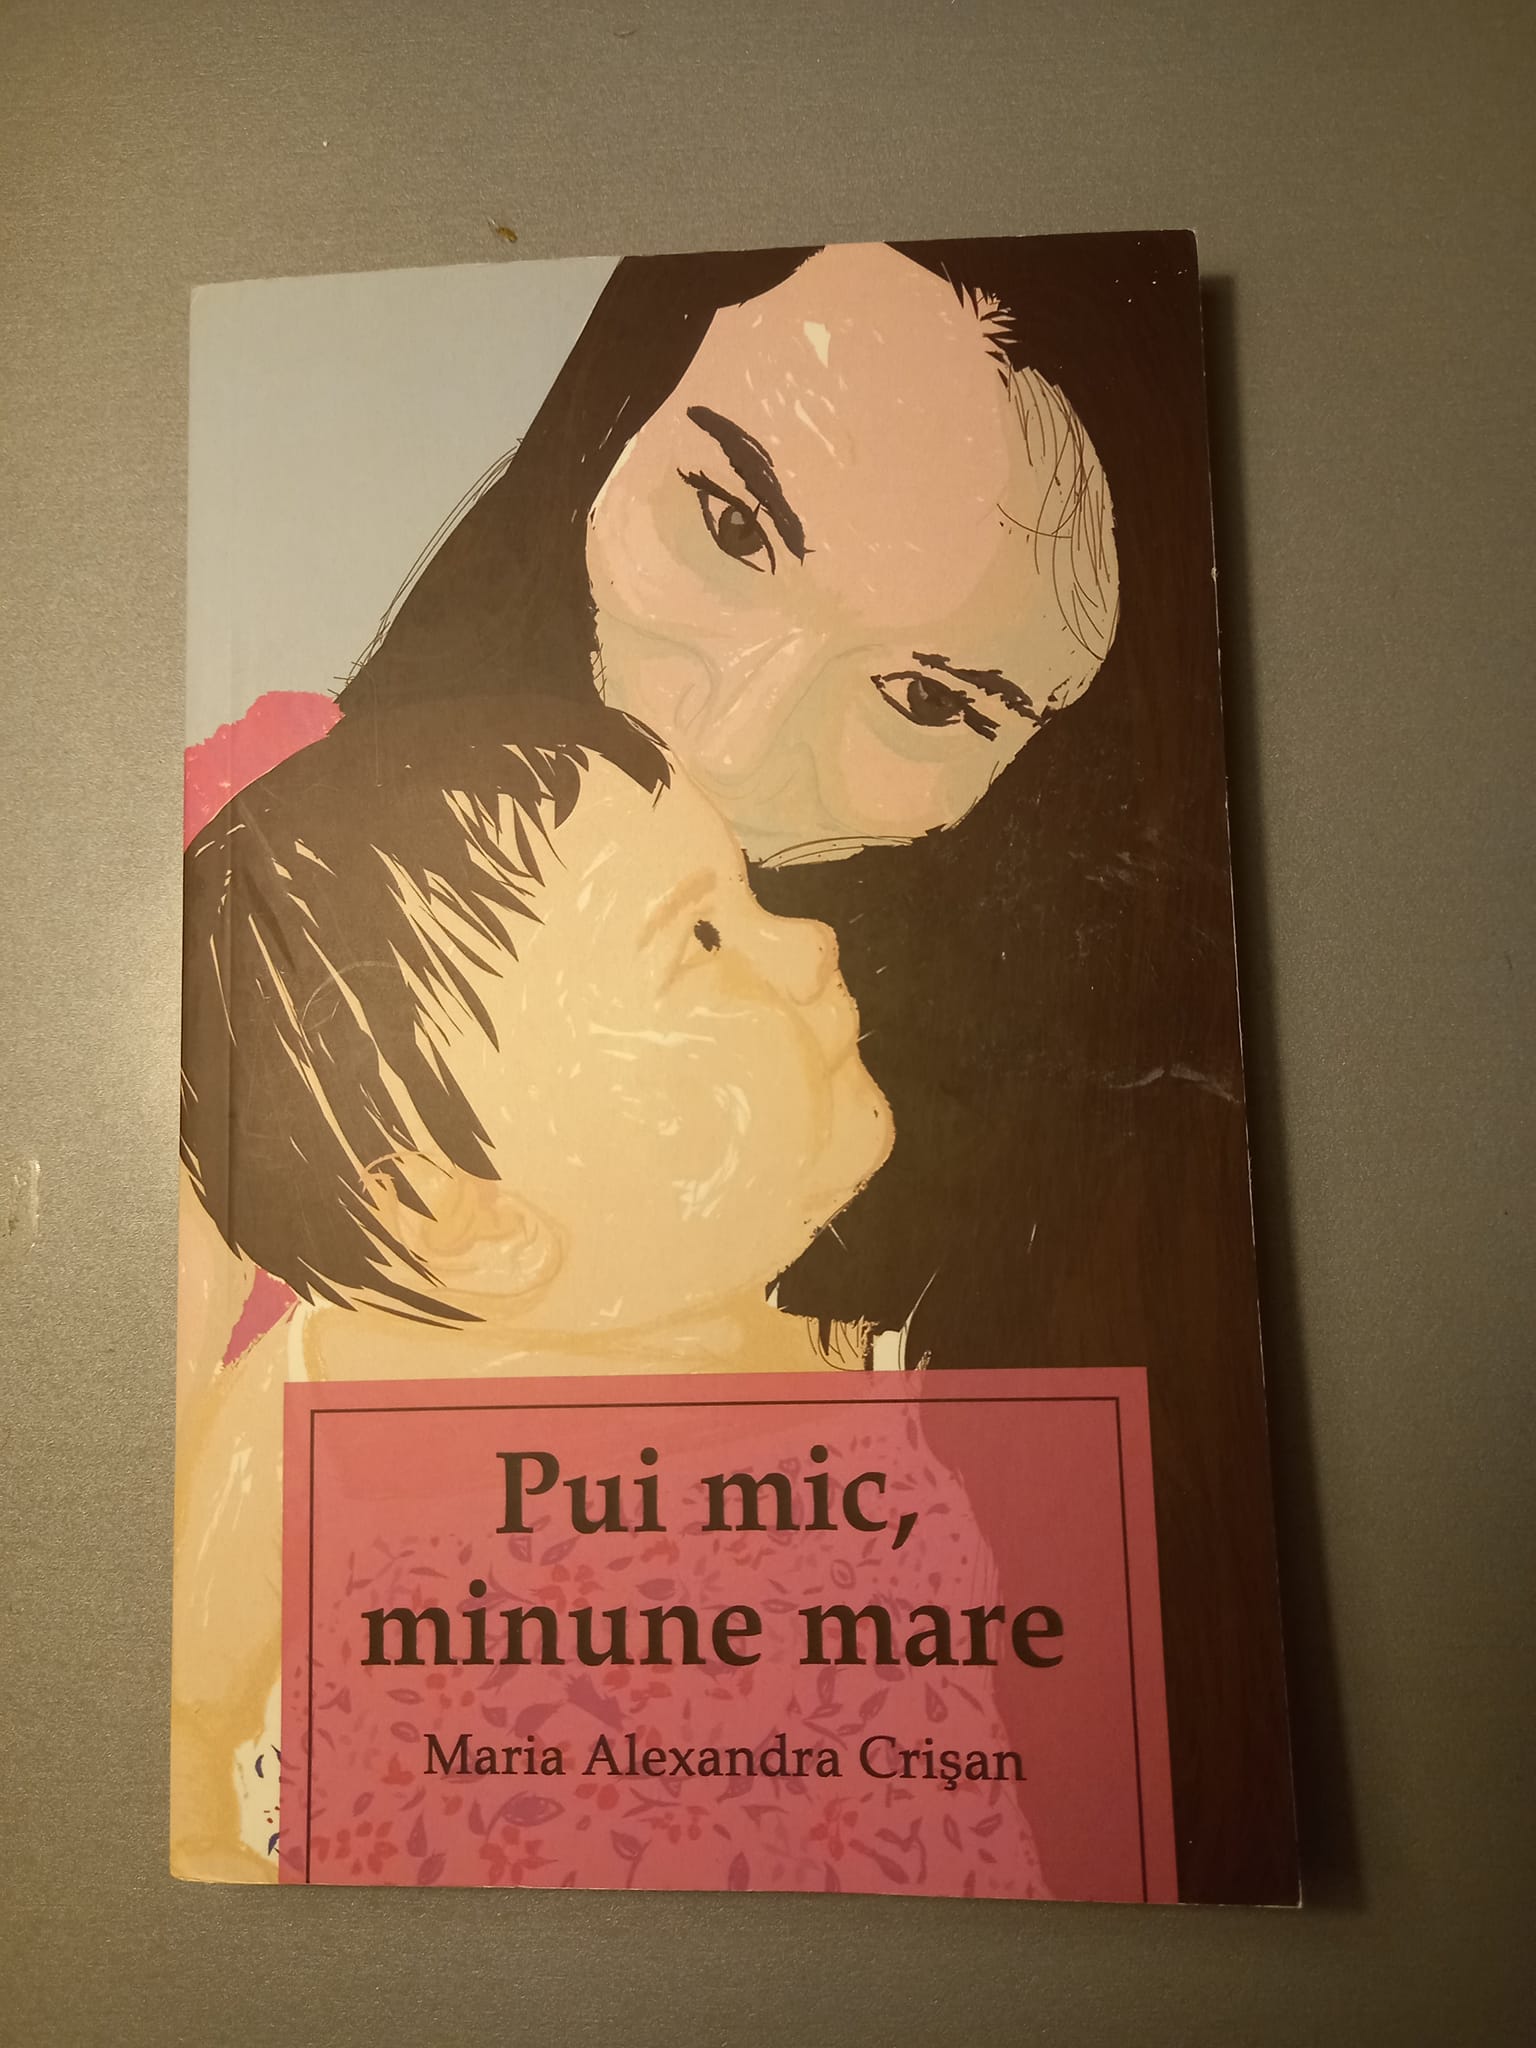 Pui mic,
minune mare
Maria Alexandra Crişan